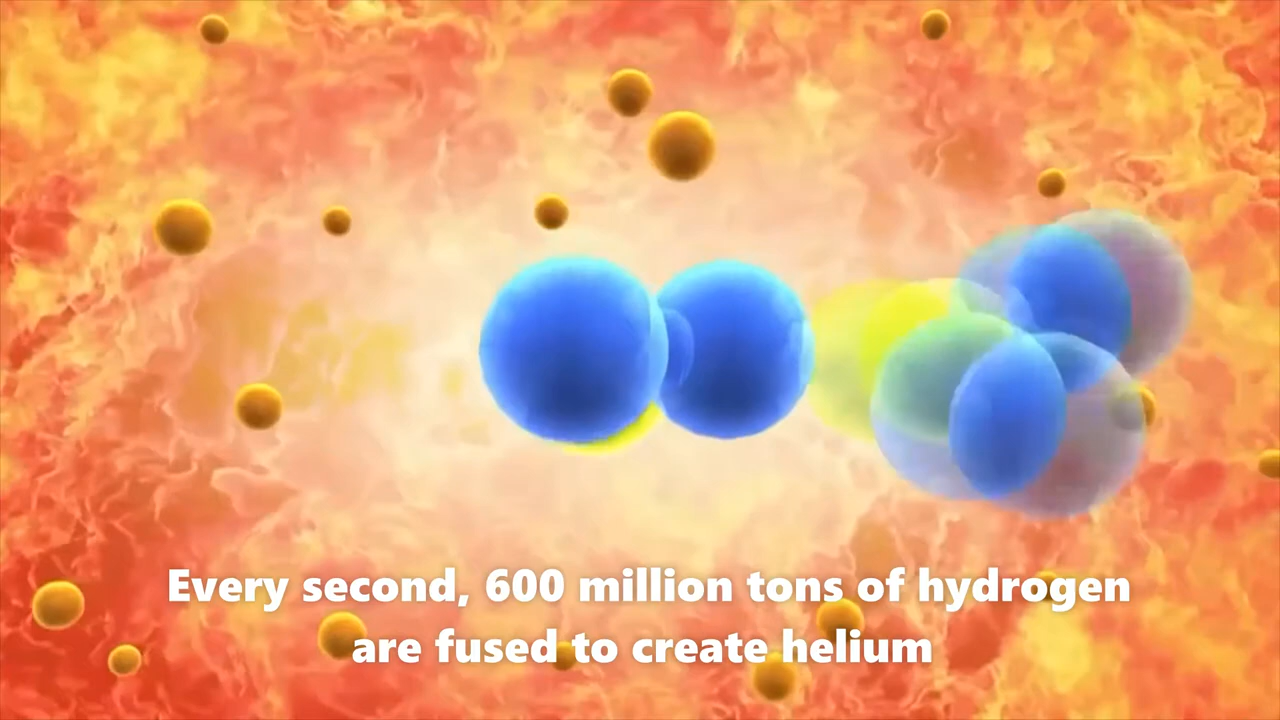 Every second, 600 million tons of hydrogen
are fused to create helium